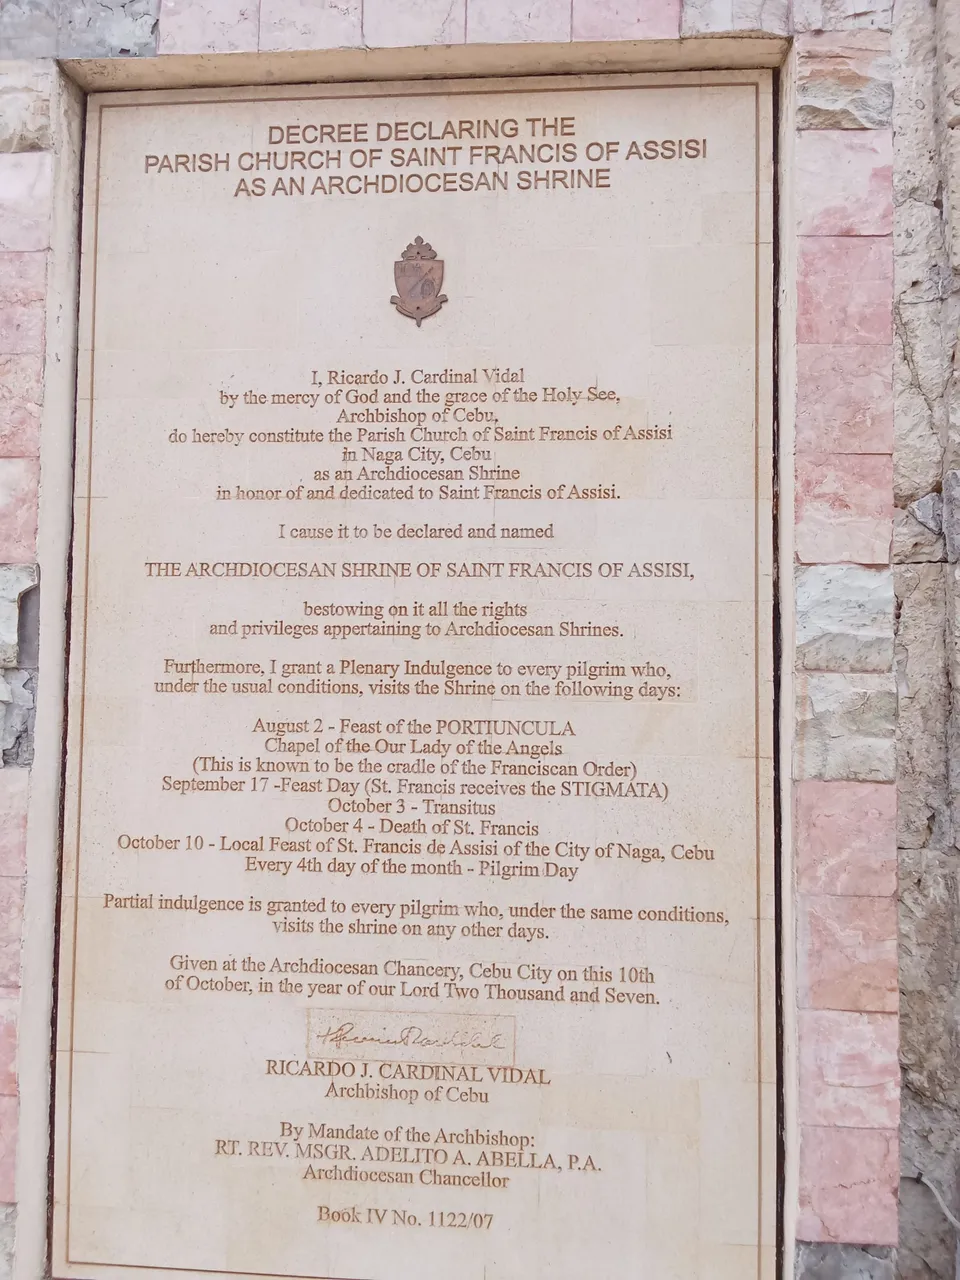 DECREE DECLARING THE
PARISH CHURCH OF SAINT FRANCIS OF ASSISI
AS AN ARCHDIOCESAN SHRINE
I, Ricardo J. Cardinal Vidal
by the mercy of God and the grace of the Holy See,
Archbishop of Cebu,
do hereby constitute the Parish Church of Saint Francis of Assisi
in Naga City, Cebu
as an Archdiocesan Shrine
in honor of and dedicated to Saint Francis of Assisi.
I cause it to be declared and named
THE ARCHDIOCESAN SHRINE OF SAINT FRANCIS OF ASSISI,
bestowing on it all the rights
and privileges appertaining to Archdiocesan Shrines.
Furthermore, I grant a Plenary Indulgence to every pilgrim who,
under the usual conditions, visits the Shrine on the following days:
August 2 - Feast of the PORTIUNCULA
Chapel of the Our Lady of the Angels
(This is known to be the cradle of the Franciscan Order)
September 17 -Feast Day (St. Francis receives the STIGMATA)
October 3 - Transitus
October 4 - Death of St. Francis
October 10 - Local Feast of St. Francis de Assisi of the City of Naga, Cebu
Every 4th day of the month - Pilgrim Day
Partial indulgence is granted to every pilgrim who, under the same conditions,
visits the shrine on any other days.
Given at the Archdiocesan Chancery, Cebu City on this 10th
of October, in the year of our Lord Two Thousand and Seven.
RICARDO J. CARDINAL VIDAL
Archbishop of Cebu
By Mandate of the Archbishop:
RT. REV. MSGR. ADELITO A. ABELLA, P.A.
Archdiocesan Chancellor
Book IV No. 1122/07